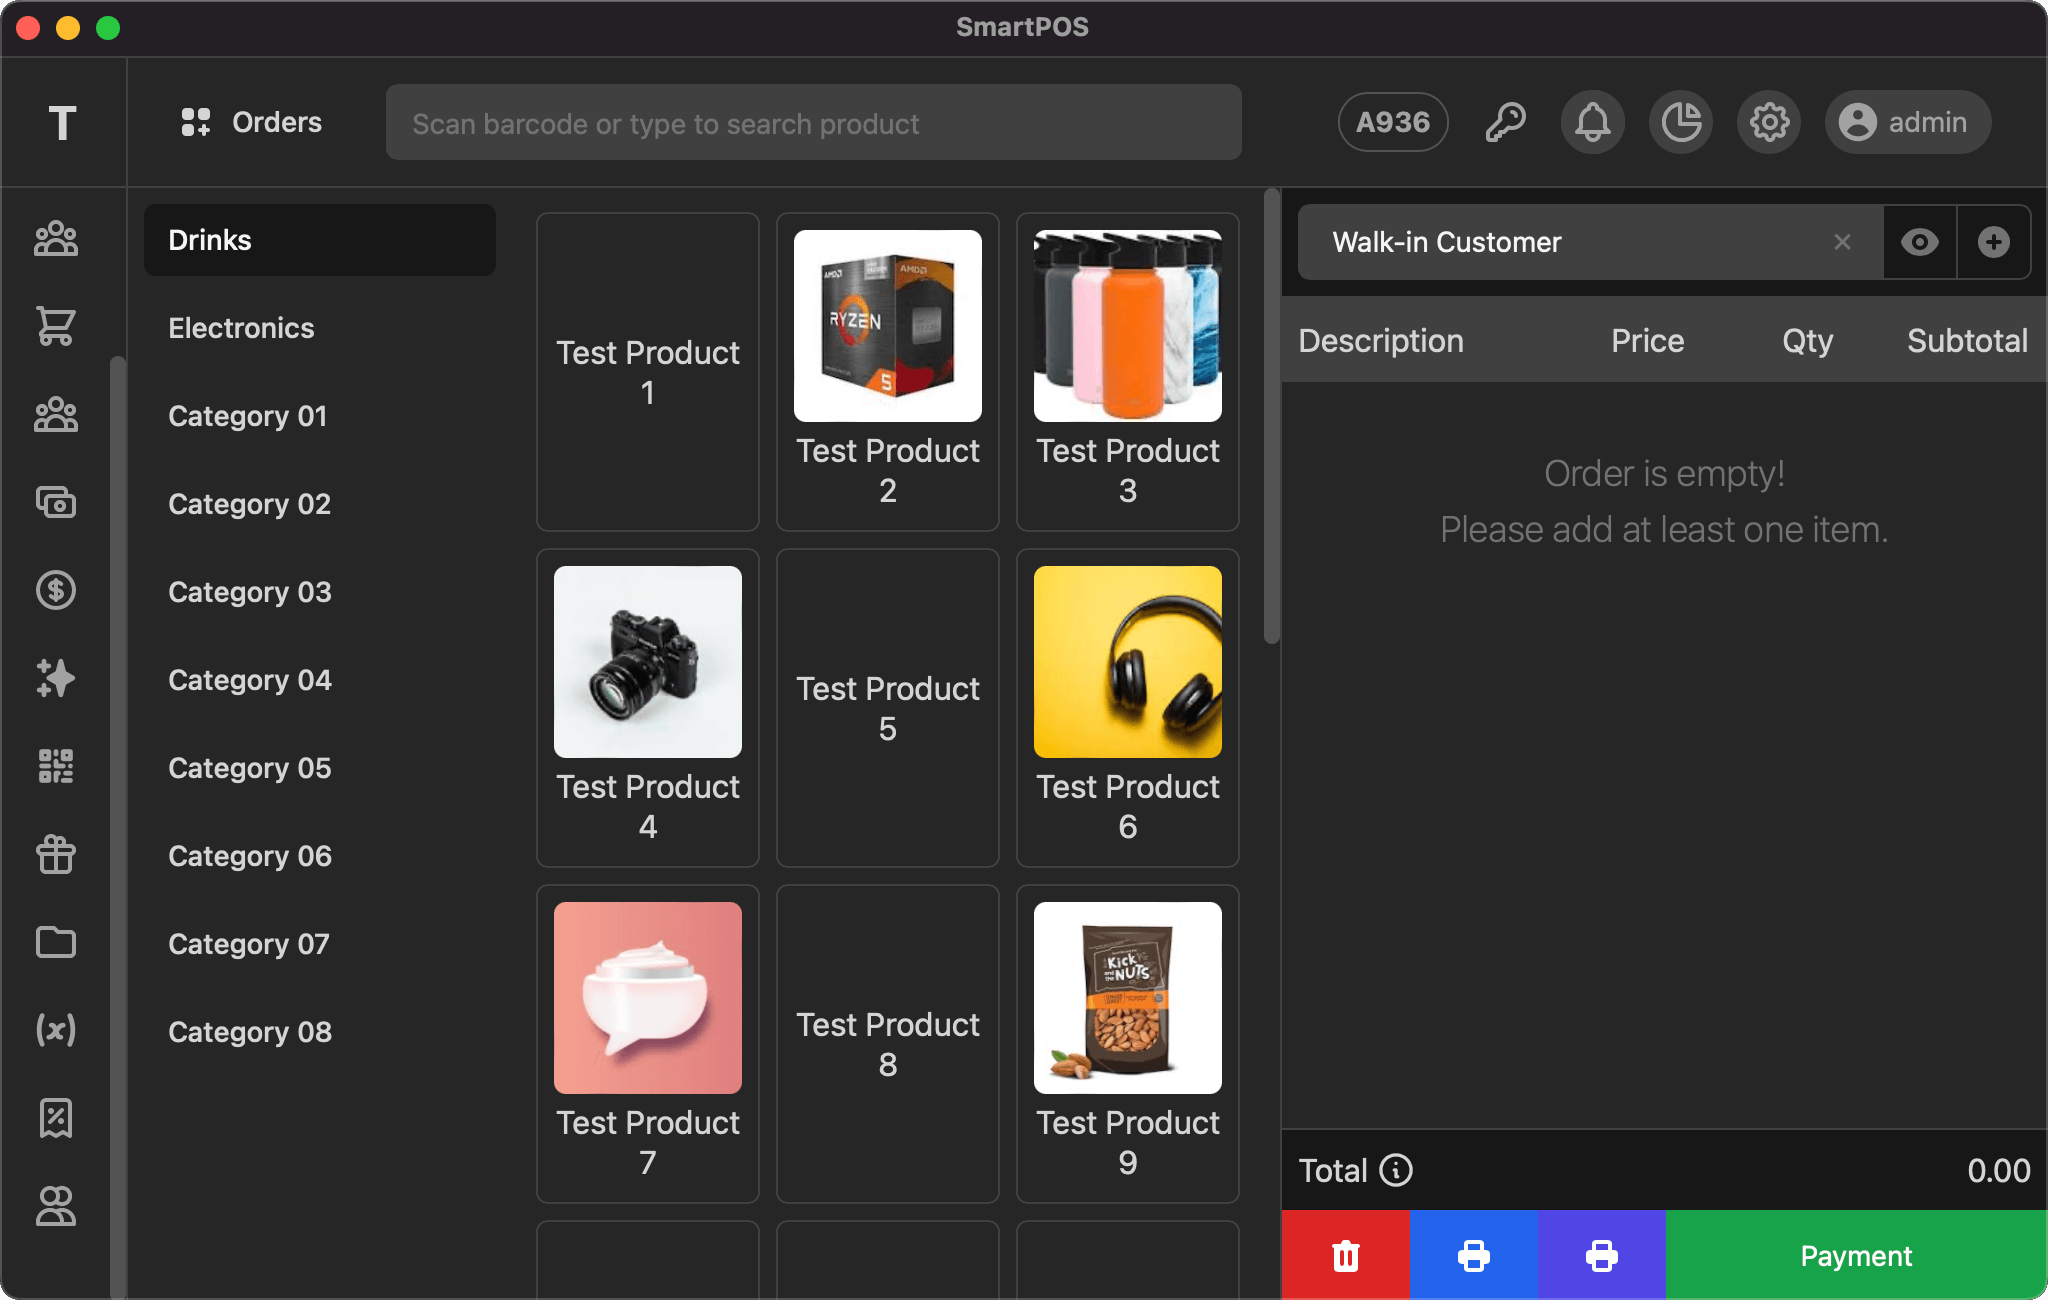 SmartPOS
T
Orders
Scan barcode or type to search product
A936
admin
Drinks
Electronics
Category 01
Category 02
Category 03
Category 04
Category 05
Category 06
Category 07
Category 08
Test Product
1
AMD
AMD
RYZEN
5
Test Product
2
Test Product
3
Test Product
4
Test Product
5
Test Product
6
Test Product
7
Test Product
8
Kick
and
the NUTS
Test Product
9
Walk-in Customer
Description Price Qty Subtotal
Order is empty!
Please add at least one item.
Total 0.00
Payment